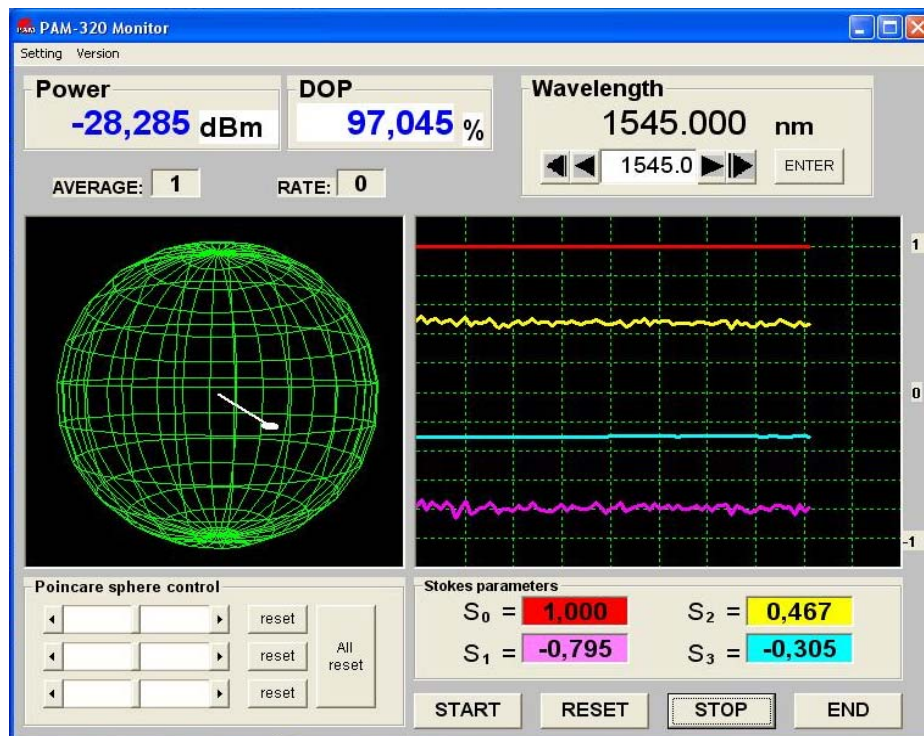 PAM PAM-320 Monitor
Setting Version
Power
-28,285 dBm
DOP
97,045 %
Wavelength
1545.000 nm
1545.0 ENTER
AVERAGE: 1
RATE: 0
1
0
-1
Poincare sphere control
reset
reset
reset
All reset
Stokes parameters
S0 = 1,000
S2 = 0,467
S1 = -0,795
S3 = -0,305
START RESET STOP END